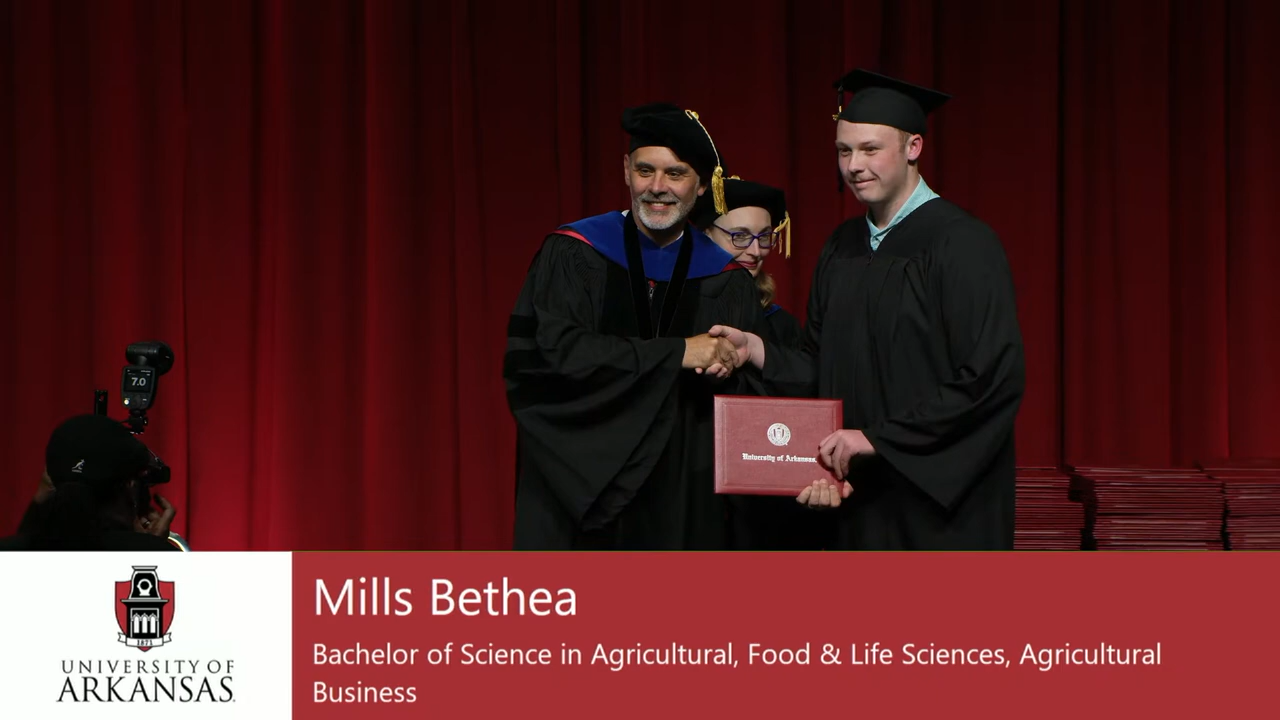 7.0
University of Arkansas
Mills Bethea
Bachelor of Science in Agricultural, Food & Life Sciences, Agricultural
Business
1871
UNIVERSITY OF
ARKANSAS